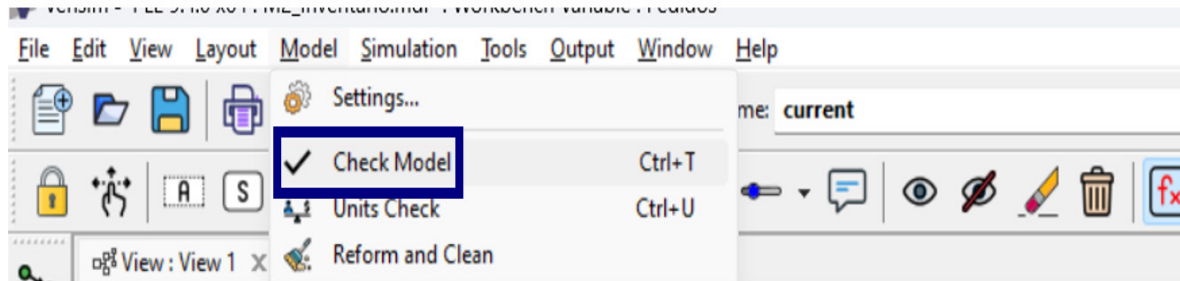 File Edit View Layout Model Simulation Tools Output Window Help
Settings...
me: current
Check Model Ctrl+T
A S
Units Check Ctrl+U
fx
View : View 1 X
Reform and Clean